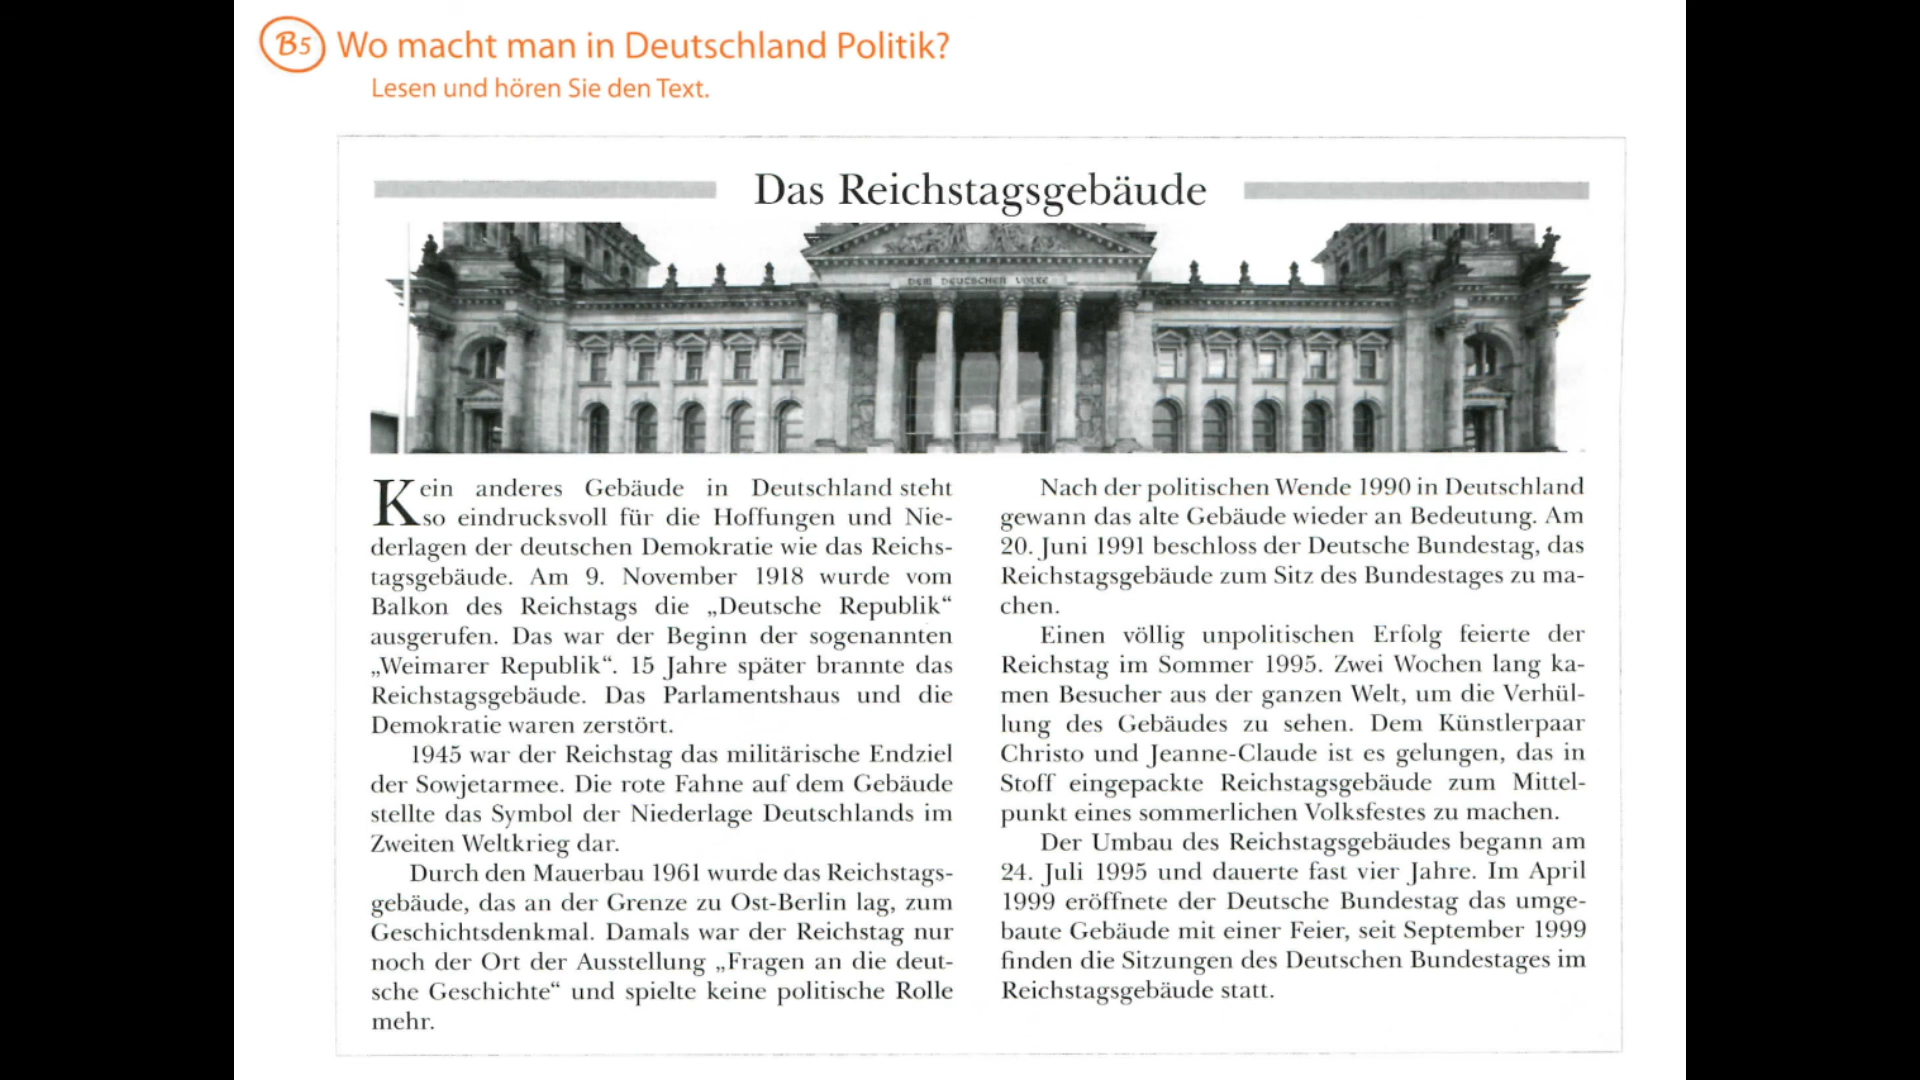 B5 Wo macht man in Deutschland Politik?
Lesen und hören Sie den Text.
Das Reichstagsgebäude
DEM DEUTSCHEN VOLKE
Kein anderes Gebäude in Deutschland steht
so eindrucksvoll für die Hoffungen und Nie-
derlagen der deutschen Demokratie wie das Reichs-
tagsgebäude. Am 9. November 1918 wurde vom
Balkon des Reichstags die „Deutsche Republik“
ausgerufen. Das war der Beginn der sogenannten
„Weimarer Republik“. 15 Jahre später brannte das
Reichstagsgebäude. Das Parlamentshaus und die
Demokratie waren zerstört.
1945 war der Reichstag das militärische Endziel
der Sowjetarmee. Die rote Fahne auf dem Gebäude
stellte das Symbol der Niederlage Deutschlands im
Zweiten Weltkrieg dar.
Durch den Mauerbau 1961 wurde das Reichstags-
gebäude, das an der Grenze zu Ost-Berlin lag, zum
Geschichtsdenkmal. Damals war der Reichstag nur
noch der Ort der Ausstellung „Fragen an die deut-
sche Geschichte“ und spielte keine politische Rolle
mehr.
Nach der politischen Wende 1990 in Deutschland
gewann das alte Gebäude wieder an Bedeutung. Am
20. Juni 1991 beschloss der Deutsche Bundestag, das
Reichstagsgebäude zum Sitz des Bundestages zu ma-
chen.
Einen völlig unpolitischen Erfolg feierte der
Reichstag im Sommer 1995. Zwei Wochen lang ka-
men Besucher aus der ganzen Welt, um die Verhül-
lung des Gebäudes zu sehen. Dem Künstlerpaar
Christo und Jeanne-Claude ist es gelungen, das in
Stoff eingepackte Reichstagsgebäude zum Mittel-
punkt eines sommerlichen Volksfestes zu machen.
Der Umbau des Reichstagsgebäudes begann am
24. Juli 1995 und dauerte fast vier Jahre. Im April
1999 eröffnete der Deutsche Bundestag das umge-
baute Gebäude mit einer Feier, seit September 1999
finden die Sitzungen des Deutschen Bundestages im
Reichstagsgebäude statt.